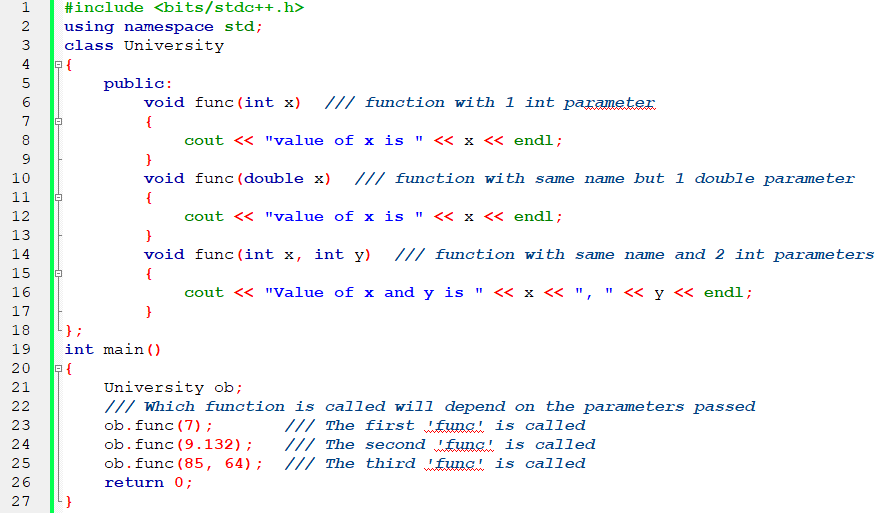 1 #include <bits/stdc++.h>
2 using namespace std;
3 class University
4 {
5 public:
6 void func(int x) /// function with 1 int parameter
7 {
8 cout << "value of x is " << x << endl;
9 }
10 void func(double x) /// function with same name but 1 double parameter
11 {
12 cout << "value of x is " << x << endl;
13 }
14 void func(int x, int y) /// function with same name and 2 int parameters
15 {
16 cout << "Value of x and y is " << x << ", " << y << endl;
17 }
18 };
19 int main()
20 {
21 University ob;
22 /// Which function is called will depend on the parameters passed
23 ob.func(7); /// The first 'func' is called
24 ob.func(9.132); /// The second 'func' is called
25 ob.func(85, 64); /// The third 'func' is called
26 return 0;
27 }